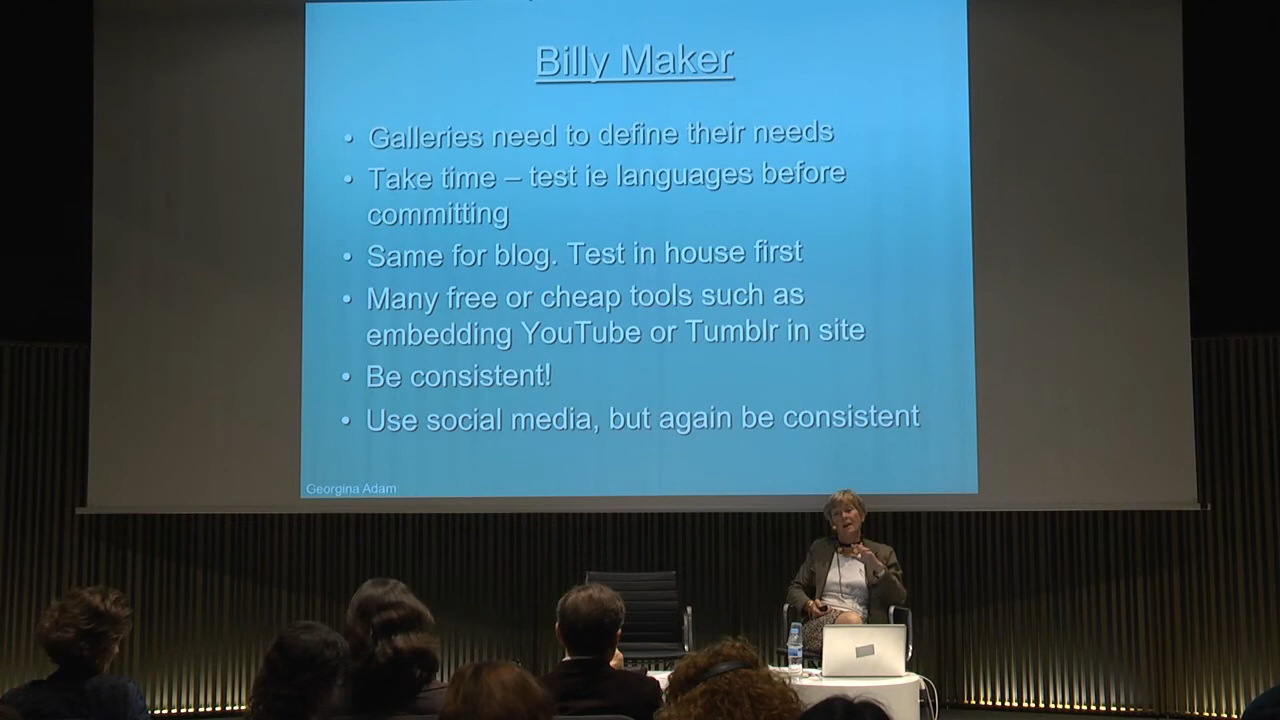 Billy Maker
• Galleries need to define their needs
• Take time – test ie languages before
committing
• Same for blog. Test in house first
• Many free or cheap tools such as
embedding YouTube or Tumblr in site
• Be consistent!
• Use social media, but again be consistent
Georgina Adam